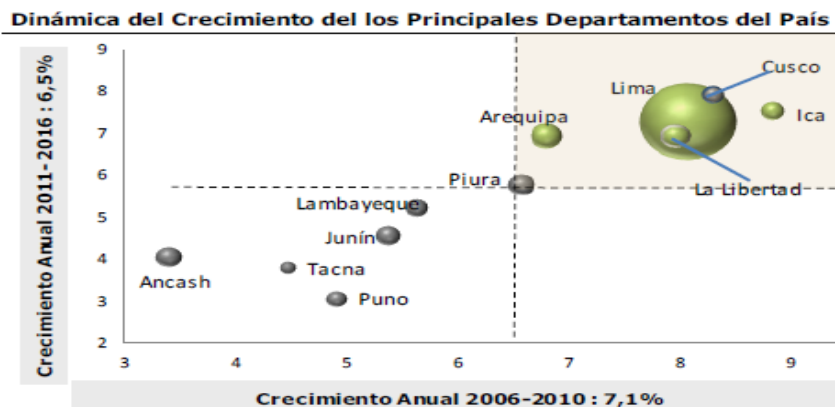 Dinámica del Crecimiento del los Principales Departamentos del País
Crecimiento Anual 2011- 2016 : 6,5%
9
8
7
6
5
4
3
2
Cusco
Lima
Ica
Arequipa
Piura
La Libertad
Lambayeque
Junín
Tacna
Ancash
Puno
3 4 5 6 7 8 9
Crecimiento Anual 2006-2010 : 7,1%